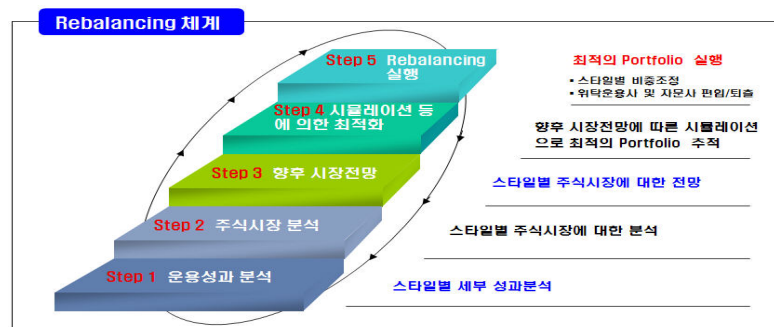 Rebalancing 체계
Step 5 Rebalancing
실행
최적의 Portfolio 실행
▪ 스타일별 비중조정
▪ 위탁운용사 및 자문사 편입/퇴출
Step 4 시뮬레이션 등
에 의한 최적화
향후 시장전망에 따른 시뮬레이션
으로 최적의 Portfolio 추적
Step 3 향후 시장전망
스타일별 주식시장에 대한 전망
Step 2 주식시장 분석
스타일별 주식시장에 대한 분석
Step 1 운용성과 분석
스타일별 세부 성과분석